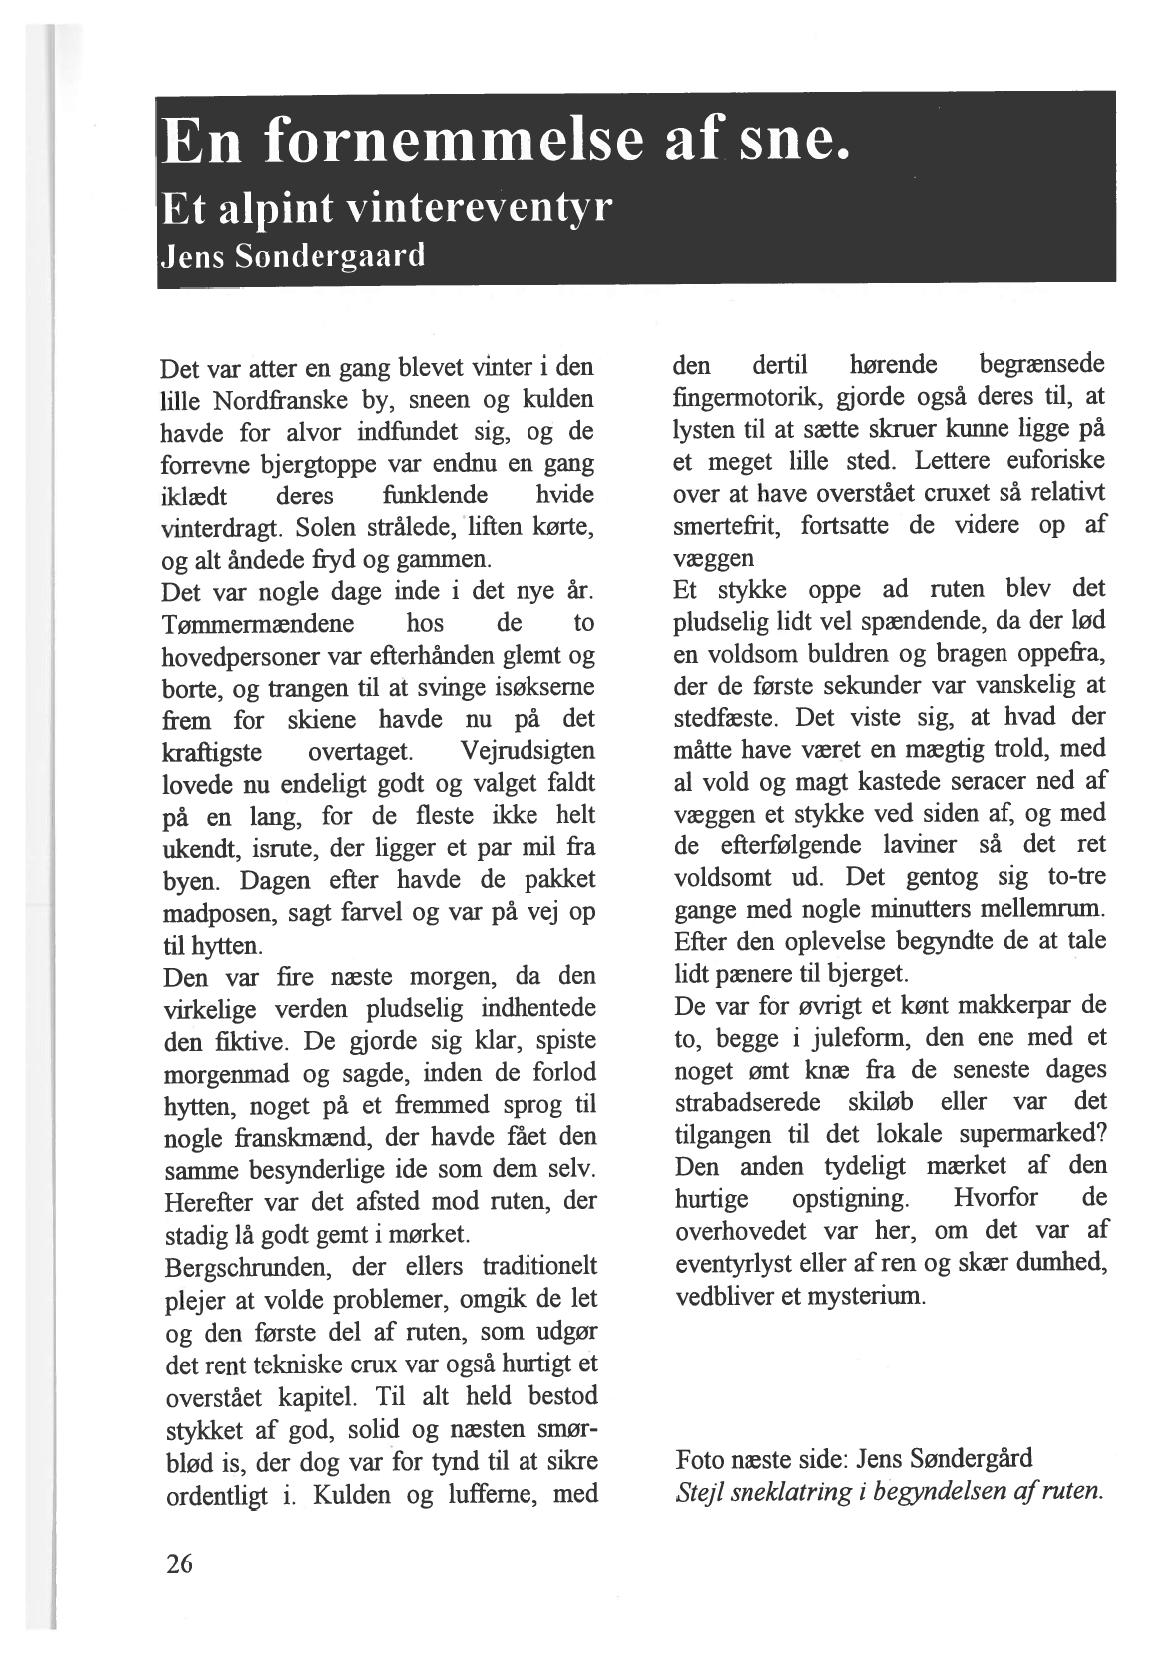 En fornemmelse af sne.
Et alpint vintereventyr
Jens Søndergaard
Det var atter en gang blevet vinter i den
lille Nordfranske by, sneen og kulden
havde for alvor indfundet sig, og de
forrevne bjergtoppe var endnu en gang
iklædt deres funklende hvide
vinterdragt. Solen strålede, liften kørte,
og alt åndede fryd og gammen.
Det var nogle dage inde i det nye år.
Tømmermændene hos de to
hovedpersoner var efterhånden glemt og
borte, og trangen til at svinge isøkserne
frem for skiene havde nu på det
kraftigste overtaget. Vejrudsigten
lovede nu endeligt godt og valget faldt
på en lang, for de fleste ikke helt
ukendt, isrute, der ligger et par mil fra
byen. Dagen efter havde de pakket
madposen, sagt farvel og var på vej op
til hytten.
Den var fire næste morgen, da den
virkelige verden pludselig indhentede
den fiktive. De gjorde sig klar, spiste
morgenmad og sagde, inden de forlod
hytten, noget på et fremmed sprog til
nogle franskmænd, der havde fået den
samme besynderlige ide som dem selv.
Herefter var det afsted mod ruten, der
stadig lå godt gemt i mørket.
Bergschrunden, der ellers traditionelt
plejer at volde problemer, omgik de let
og den første del af ruten, som udgør
det rent tekniske crux var også hurtigt et
overstået kapitel. Til alt held bestod
stykket af god, solid og næsten smør-
blød is, der dog var for tynd til at sikre
ordentligt i. Kulden og lufferne, med
den dertil hørende begrænsede
fingermotorik, gjorde også deres til, at
lysten til at sætte skruer kunne ligge på
et meget lille sted. Lettere euforiske
over at have overstået cruxet så relativt
smertefrit, fortsatte de videre op af
væggen
Et stykke oppe ad ruten blev det
pludselig lidt vel spændende, da der lød
en voldsom buldren og bragen oppefra,
der de første sekunder var vanskelig at
stedfæste. Det viste sig, at hvad der
måtte have været en mægtig trold, med
al vold og magt kastede seracer ned af
væggen et stykke ved siden af, og med
de efterfølgende laviner så det ret
voldsomt ud. Det gentog sig to-tre
gange med nogle minutters mellemrum.
Efter den oplevelse begyndte de at tale
lidt pænere til bjerget.
De var for øvrigt et kønt makkerpar de
to, begge i juleform, den ene med et
noget ømt knæ fra de seneste dages
strabadserede skiløb eller var det
tilgangen til det lokale supermarked?
Den anden tydeligt mærket af den
hurtige opstigning. Hvorfor de
overhovedet var her, om det var af
eventyrlyst eller af ren og skær dumhed,
vedbliver et mysterium.
Foto næste side: Jens Søndergård
Stejl sneklatring i begyndelsen af ruten.
26